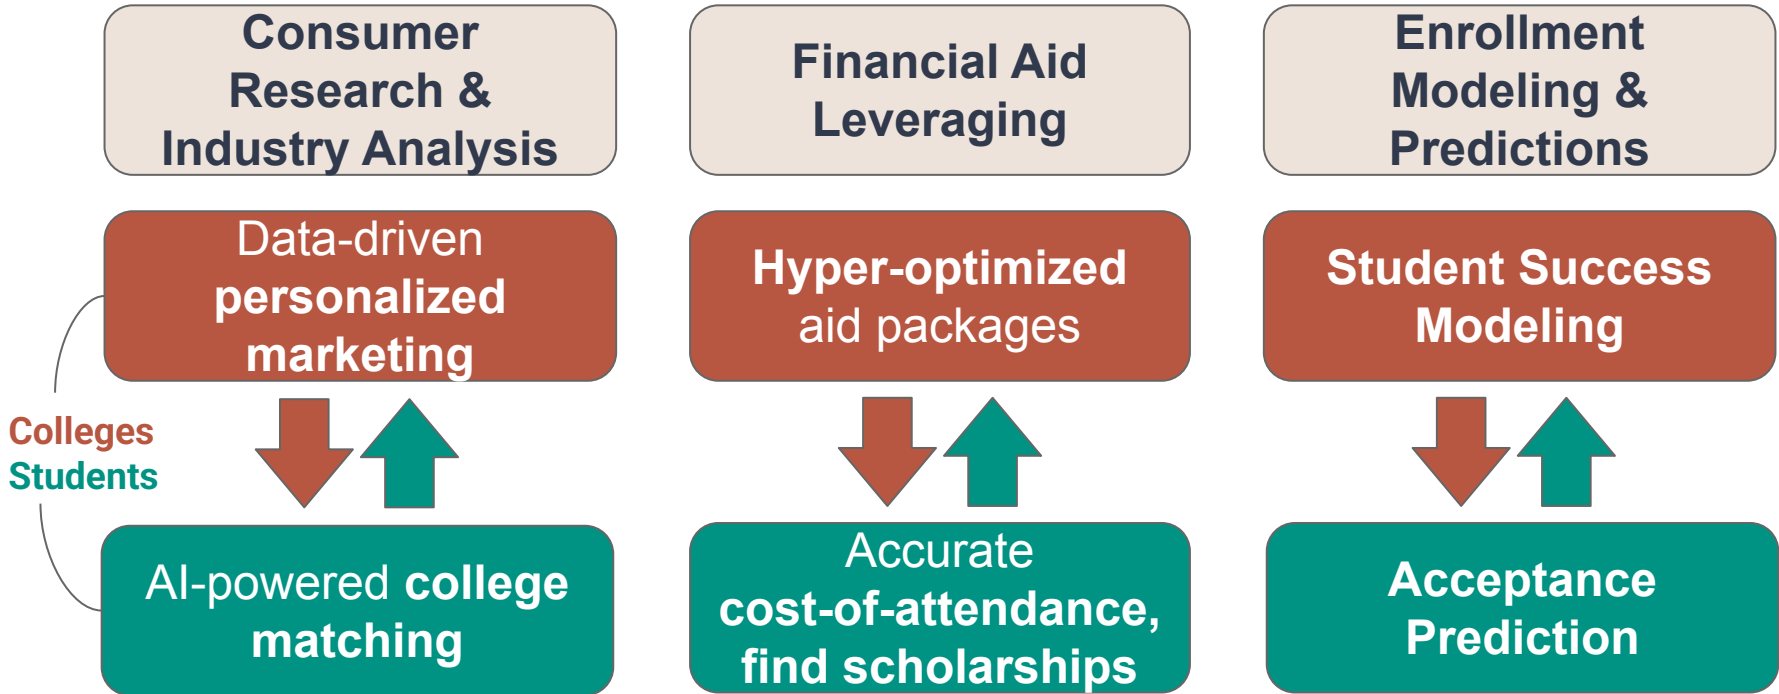 Consumer
Research &
Industry Analysis
Financial Aid
Leveraging
Enrollment
Modeling &
Predictions
Data-driven
personalized
marketing
Hyper-optimized
aid packages
Student Success
Modeling
Colleges
Students
AI-powered college
matching
Accurate
cost-of-attendance,
find scholarships
Acceptance
Prediction